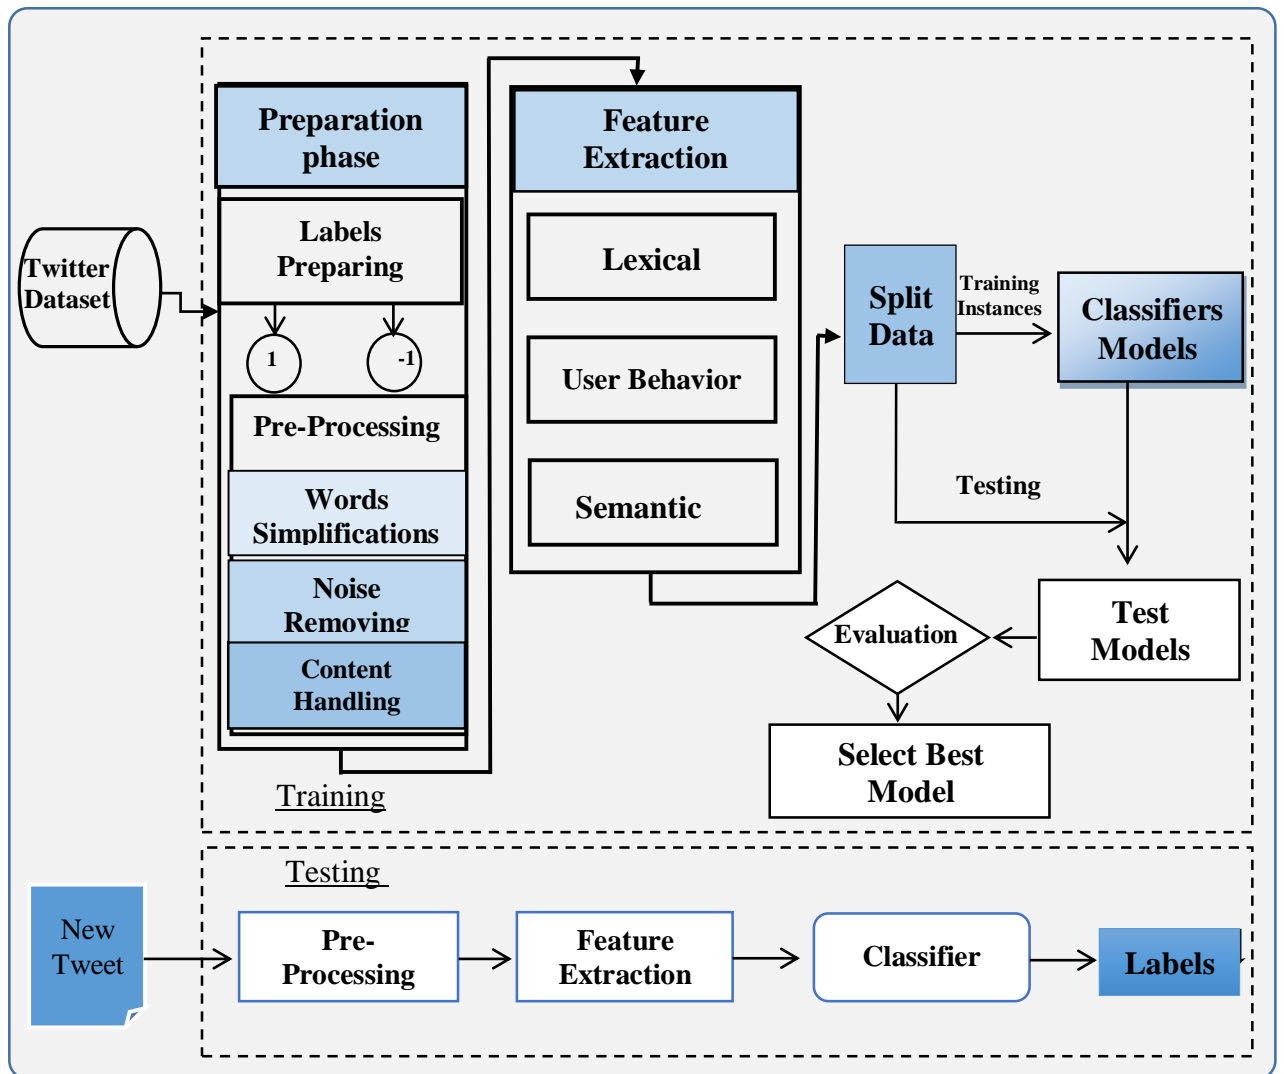 Twitter
Dataset
Preparation
phase
Labels
Preparing
1
-1
Pre-Processing
Words
Simplifications
Noise
Removing
Content
Handling
Training
Feature
Extraction
Lexical
User Behavior
Semantic
Split
Data
Training
Instances
Classifiers
Models
Testing
Test
Models
Evaluation
Select Best
Model
Testing
New
Tweet
Pre-
Processing
Feature
Extraction
Classifier
Labels